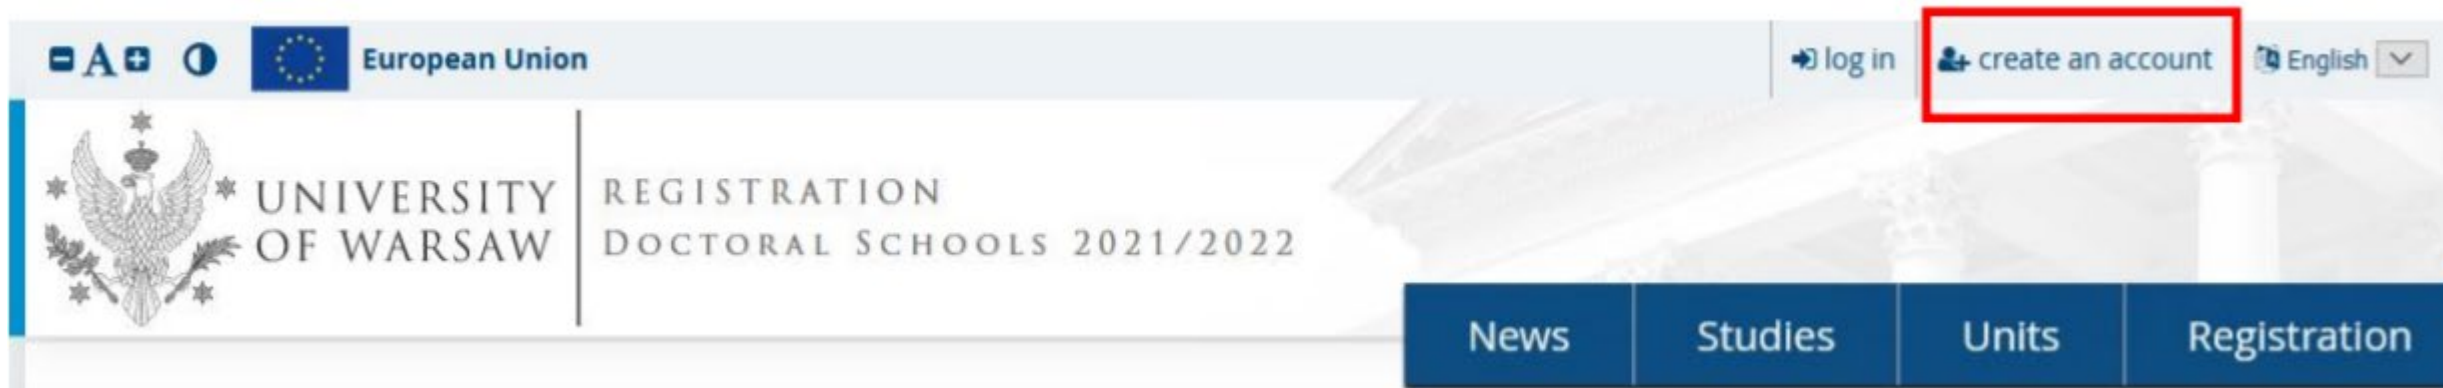 A European Union log in create an account English
UNIVERSITY OF WARSAW
REGISTRATION
DOCTORAL SCHOOLS 2021/2022
News Studies Units Registration